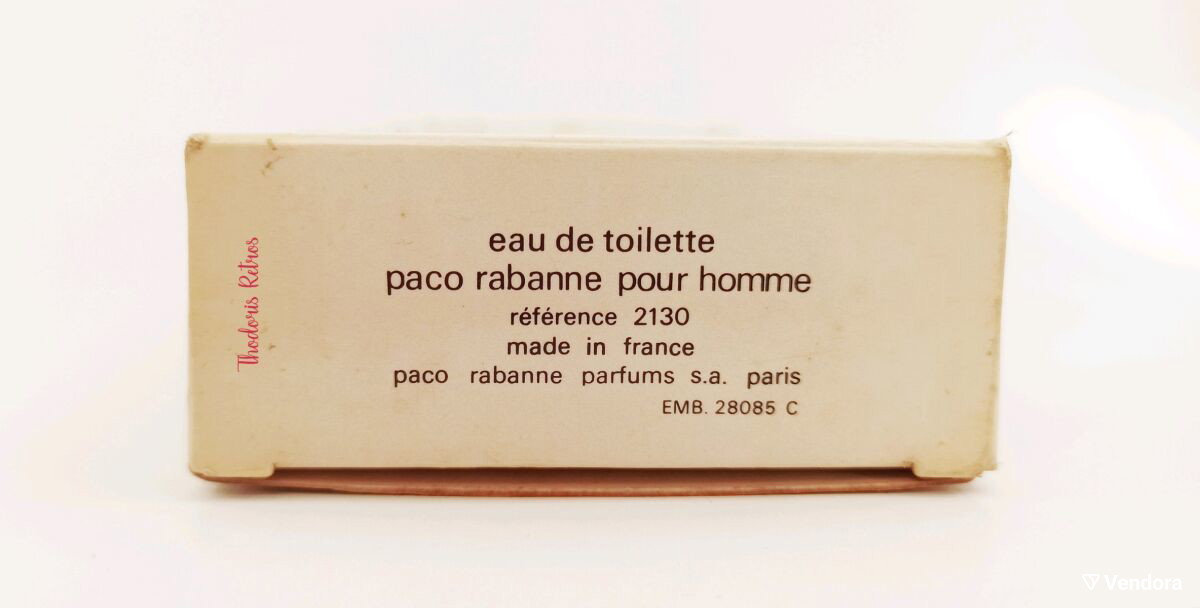 eau de toilette
paco rabanne pour homme
référence 2130
made in france
paco rabanne parfums s.a. paris
EMB. 28085 C
Thodoris Retros
Vendora